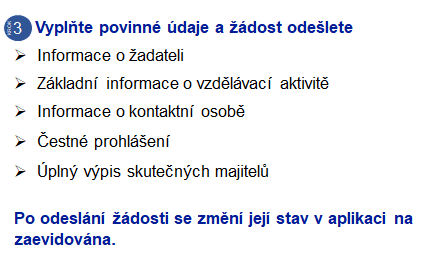 KROK 3 Vyplňte povinné údaje a žádost odešlete
Informace o žadateli
Základní informace o vzdělávací aktivitě
Informace o kontaktní osobě
Čestné prohlášení
Úplný výpis skutečných majitelů
Po odeslání žádosti se změní její stav v aplikaci na
zaevidována.